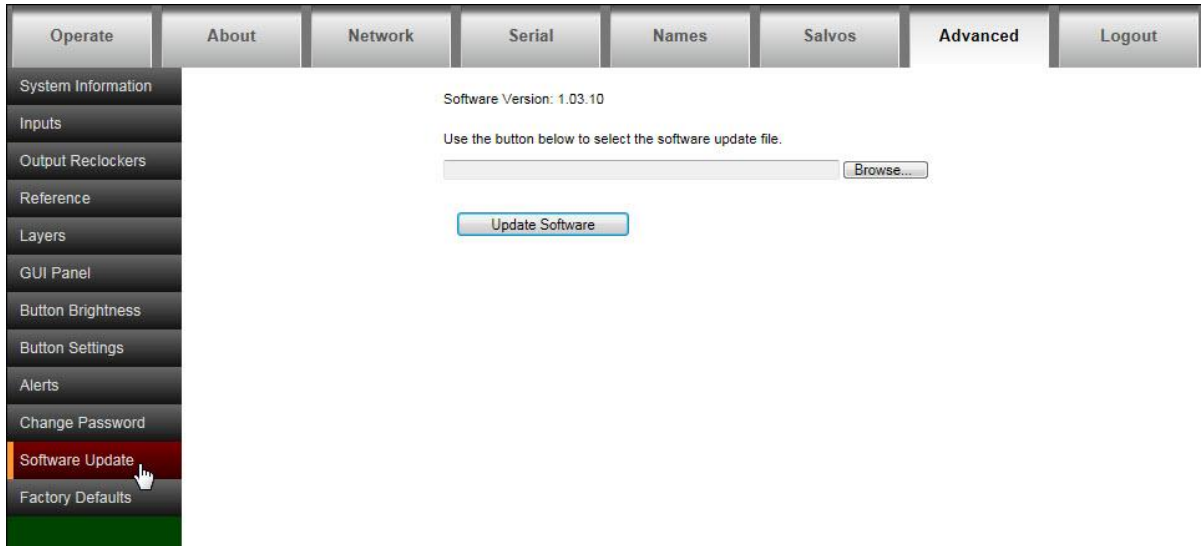 Operate About Network Serial Names Salvos Advanced Logout
System Information
Inputs
Output Reclockers
Reference
Layers
GUI Panel
Button Brightness
Button Settings
Alerts
Change Password
Software Update
Factory Defaults
Software Version: 1.03.10
Use the button below to select the software update file.
Browse...
Update Software